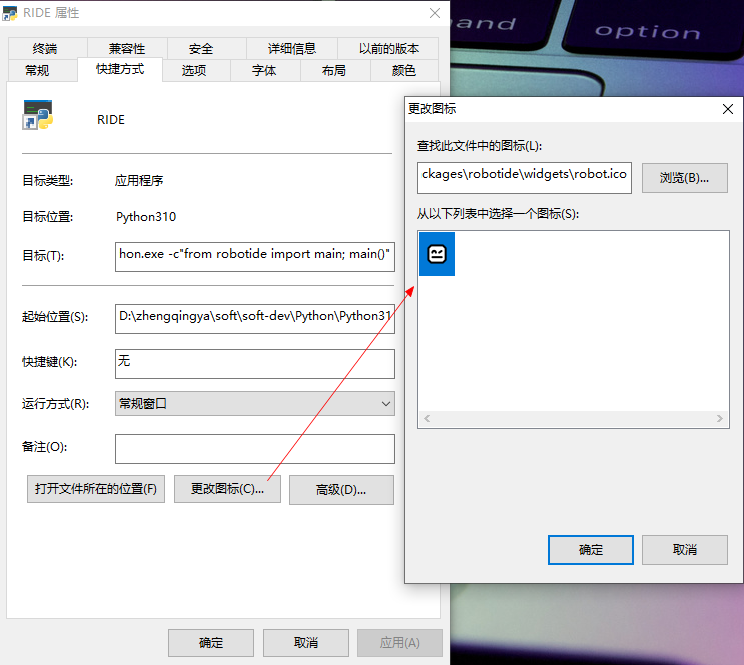 RIDE 属性
终端 兼容性 安全 详细信息 以前的版本
常规 快捷方式 选项 字体 布局 颜色
RIDE
目标类型: 应用程序
目标位置: Python310
目标(T): hon.exe -c"from robotide import main; main()"
起始位置(S): D:\zhengqingya\soft\soft-dev\Python\Python31
快捷键(K): 无
运行方式(R): 常规窗口
备注(O):
打开文件所在的位置(F) 更改图标(C)... 高级(D)...
确定 取消 应用(A)
and option
更改图标
查找此文件中的图标(L):
ckages\robotide\widgets\robot.ico 浏览(B)...
从以下列表中选择一个图标(S):
确定 取消